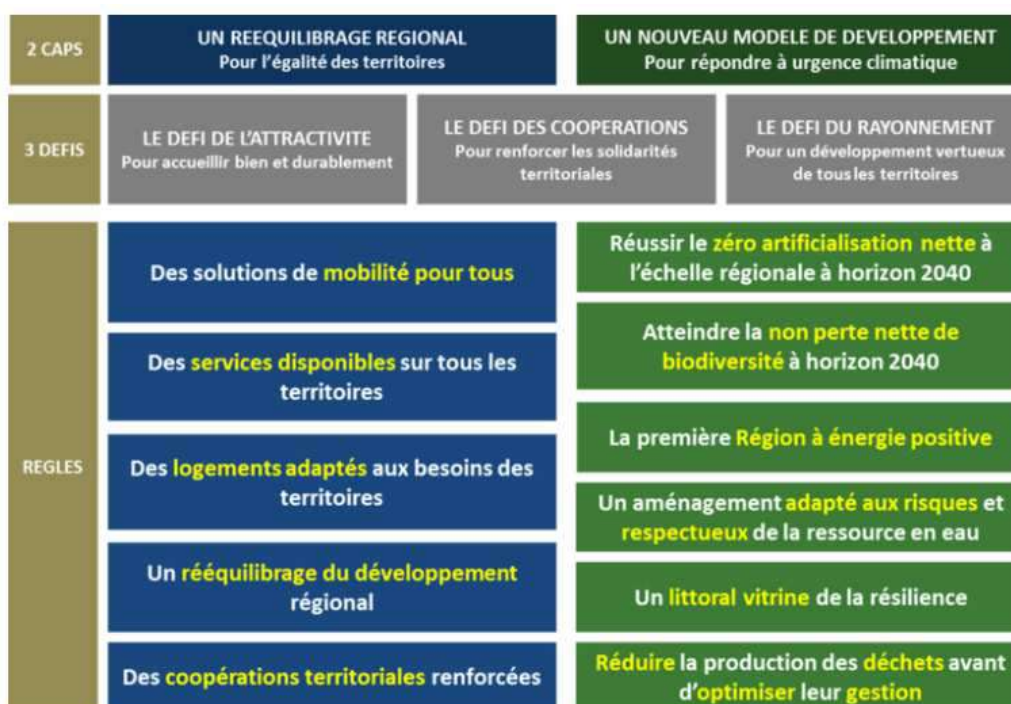 2 CAPS
UN REEQUILIBRAGE REGIONAL
Pour l'égalité des territoires
UN NOUVEAU MODELE DE DEVELOPPEMENT
Pour répondre à urgence climatique
3 DEFIS
LE DEFI DE L'ATTRACTIVITE
Pour accueillir bien et durablement
LE DEFI DES COOPERATIONS
Pour renforcer les solidarités
territoriales
LE DEFI DU RAYONNEMENT
Pour un développement vertueux
de tous les territoires
REGLES
Des solutions de mobilité pour tous
Des services disponibles sur tous les
territoires
Des logements adaptés aux besoins des
territoires
Un rééquilibrage du développement
régional
Des coopérations territoriales renforcées
Réussir le zéro artificialisation nette à
l'échelle régionale à horizon 2040
Atteindre la non perte nette de
biodiversité à horizon 2040
La première Région à énergie positive
Un aménagement adapté aux risques et
respectueux de la ressource en eau
Un littoral vitrine de la résilience
Réduire la production des déchets avant
d'optimiser leur gestion